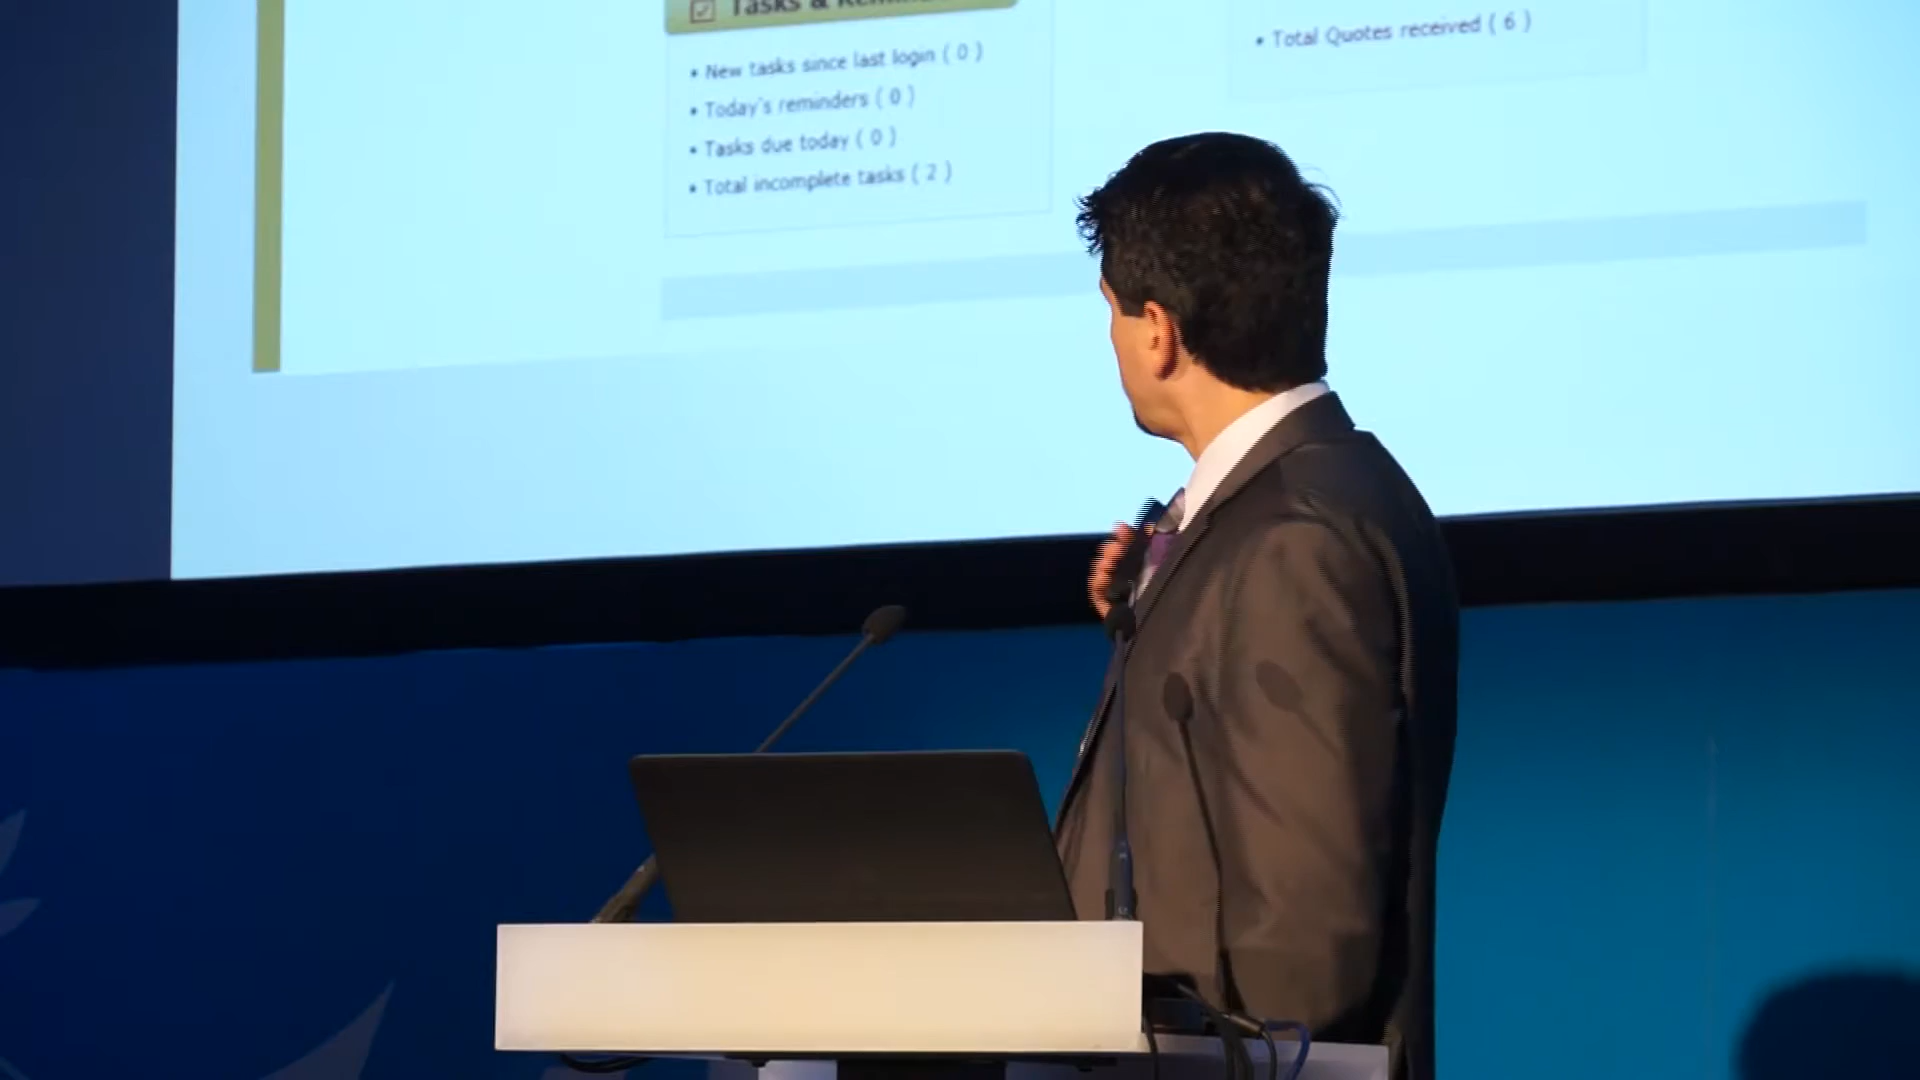 Tasks &
• New tasks since last login ( 0 )
• Today's reminders ( 0 )
• Tasks due today ( 0 )
• Total incomplete tasks ( 2 )
• Total Quotes received ( 6 )